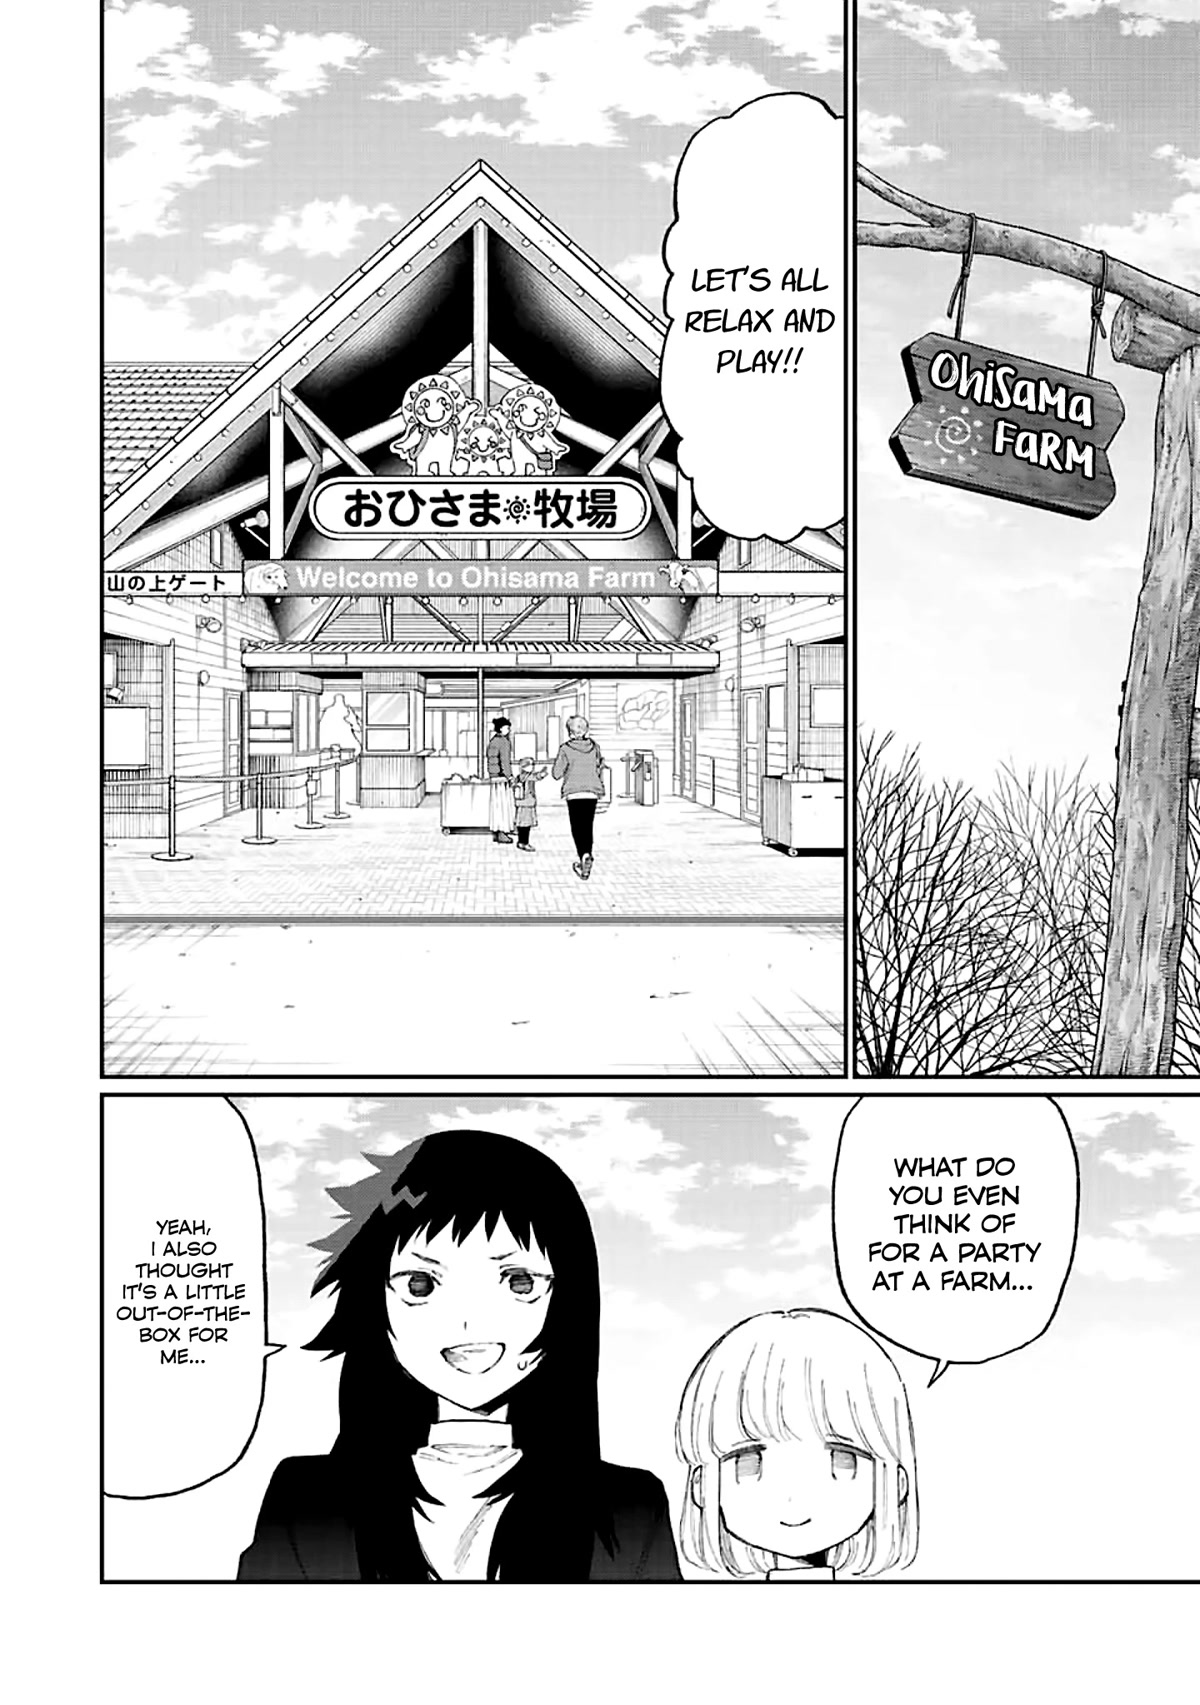 Ohisama
Farm
LET'S ALL
RELAX AND
PLAY!!
おひさま牧場
山の上ゲート
Welcome to Ohisama Farm
WHAT DO
YOU EVEN
THINK OF
FOR A PARTY
AT A FARM...
YEAH,
I ALSO
THOUGHT
IT'S A LITTLE
OUT-OF-THE-
BOX FOR
ME...